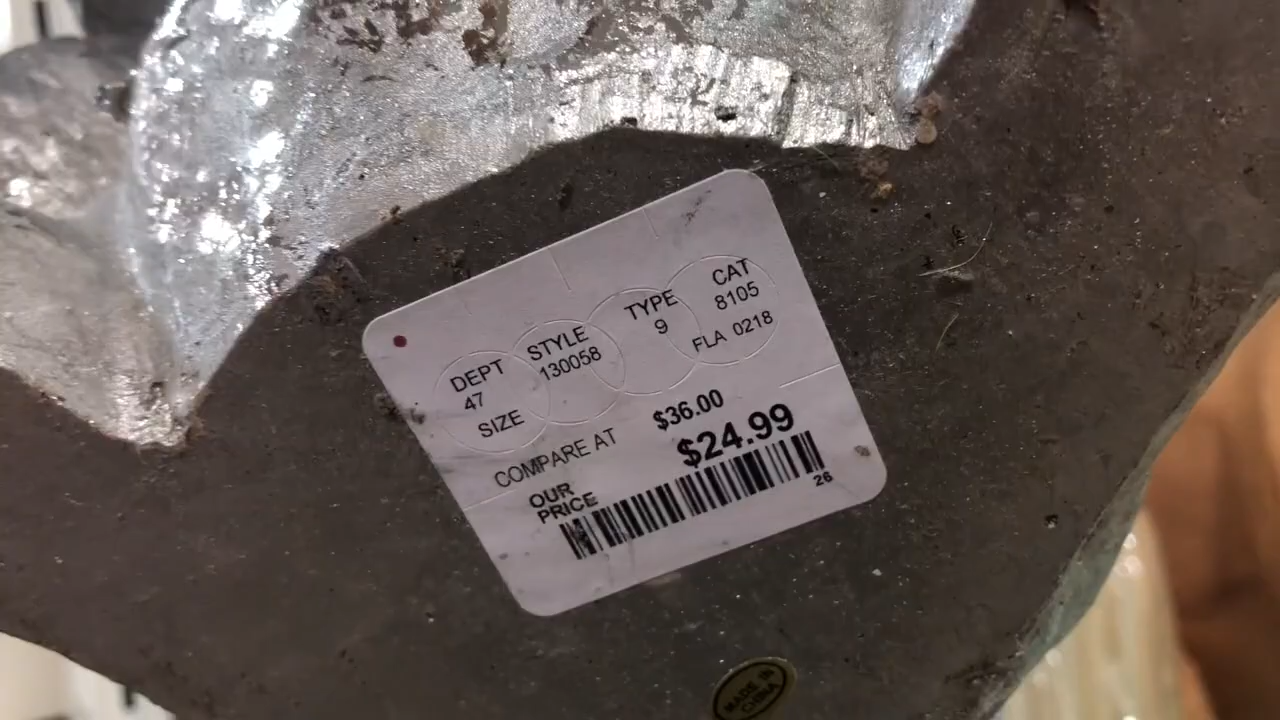 DEPT
47
SIZE
STYLE
130058
TYPE
9
CAT
8105
FLA 0218
COMPARE AT $36.00
OUR
PRICE
$24.99
26
MADE IN
CHINA